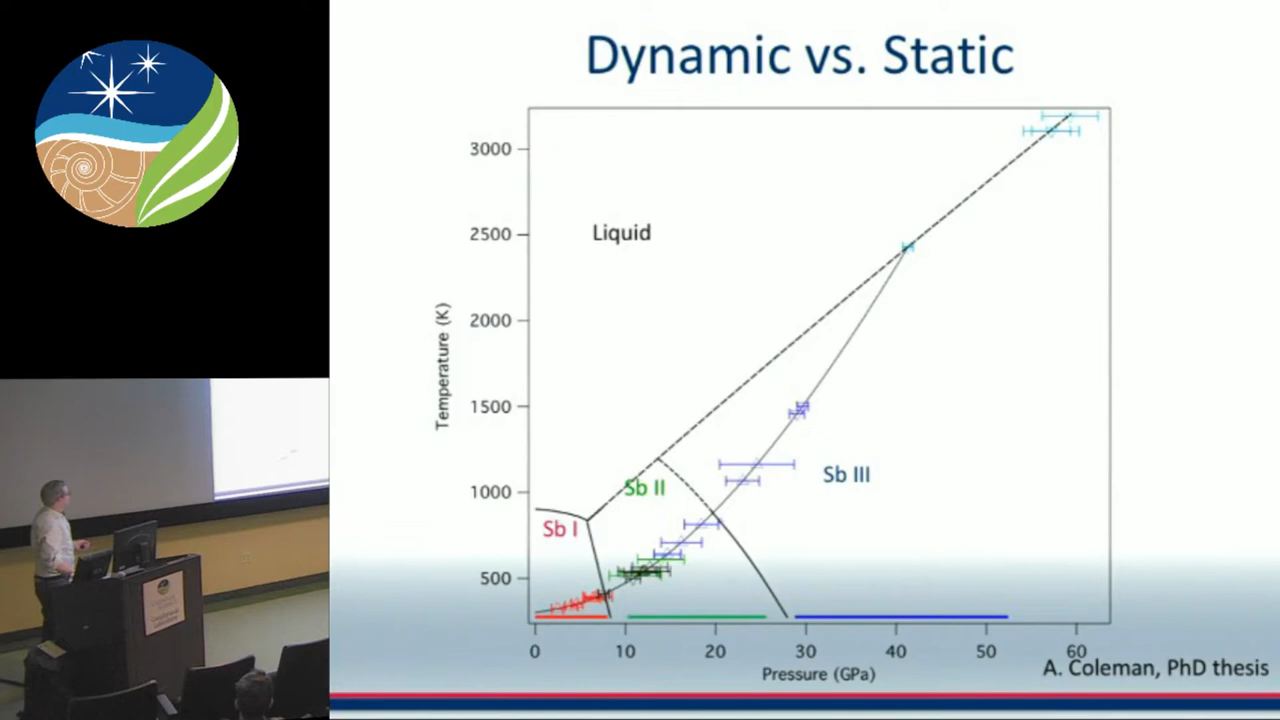 Dynamic vs. Static
3000
2500
2000
1500
1000
500
Temperature (K)
Liquid
Sb I
Sb II
Sb III
0
10
20
30
40
50
60
Pressure (GPa)
A. Coleman, PhD thesis